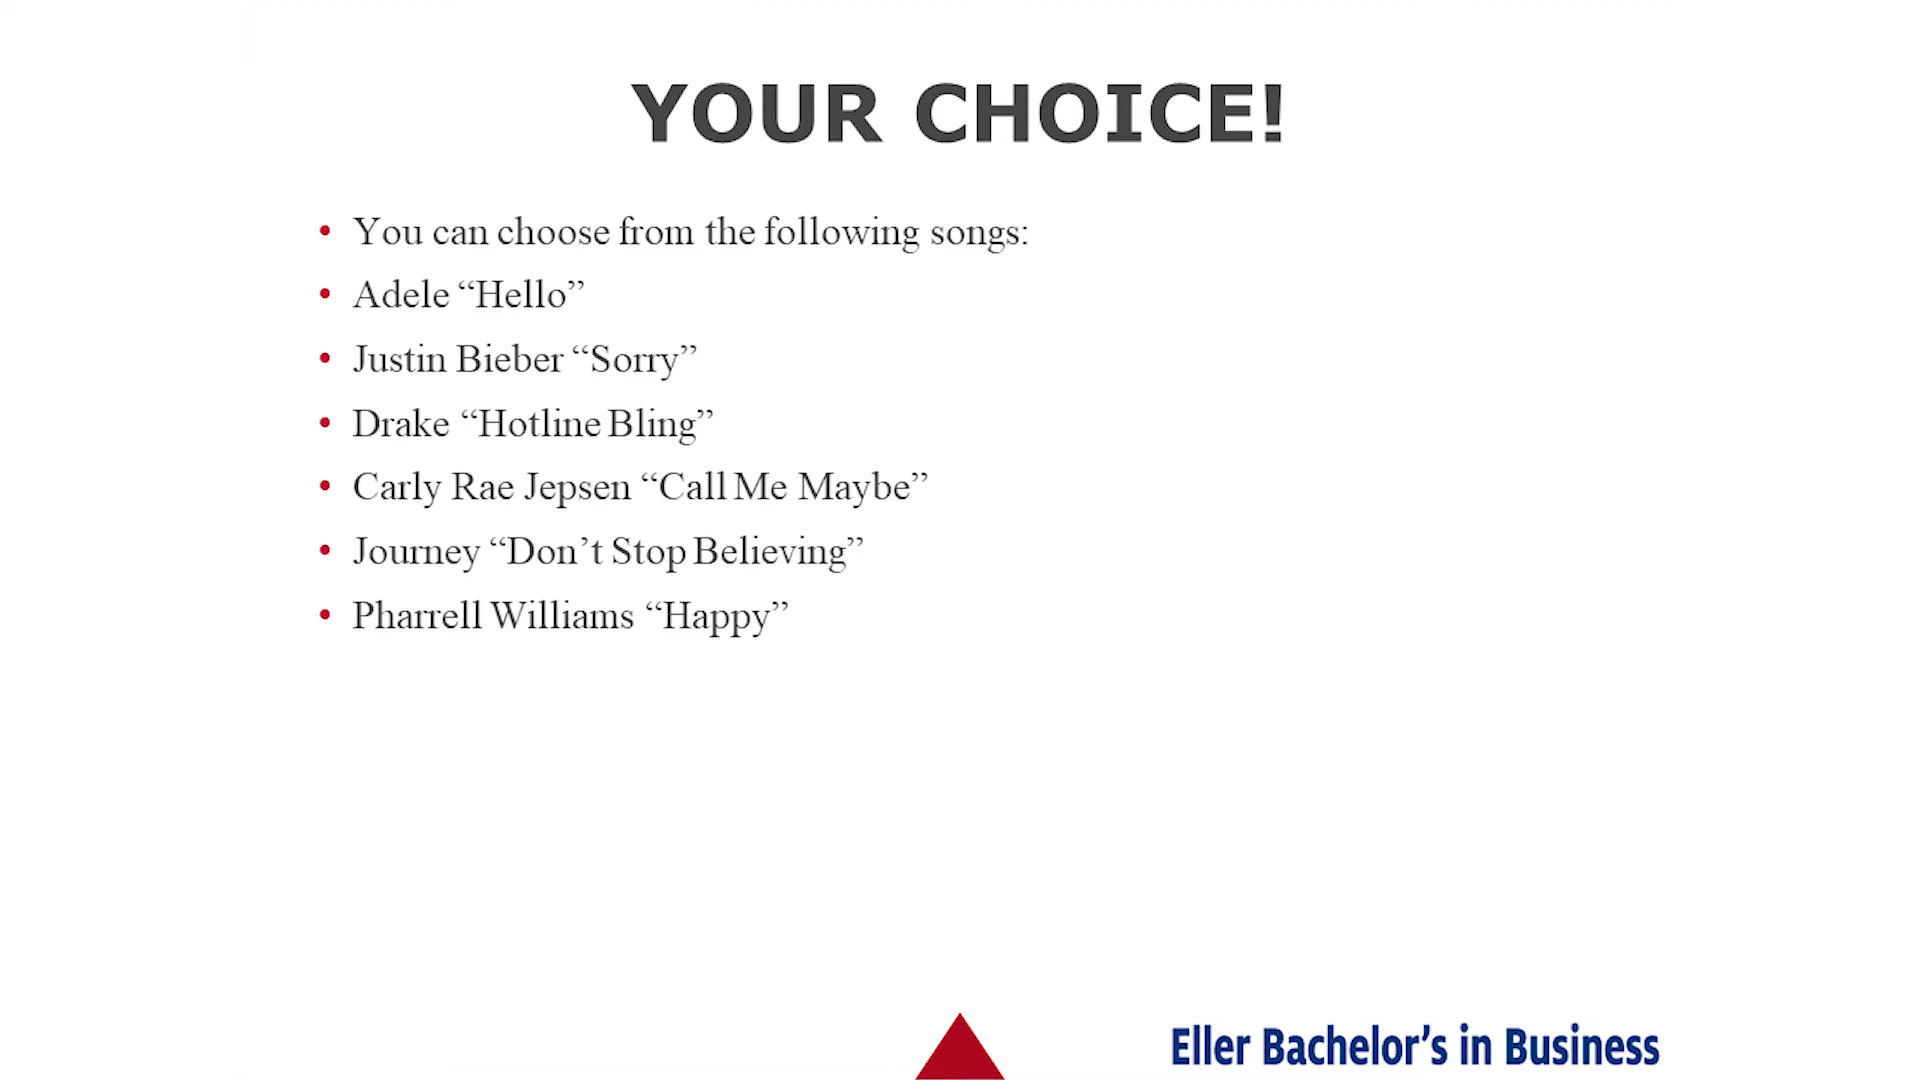 YOUR CHOICE!
• You can choose from the following songs:
• Adele “Hello”
• Justin Bieber “Sorry”
• Drake “Hotline Bling”
• Carly Rae Jepsen “Call Me Maybe”
• Journey “Don’t Stop Believing”
• Pharrell Williams “Happy”
Eller Bachelor’s in Business